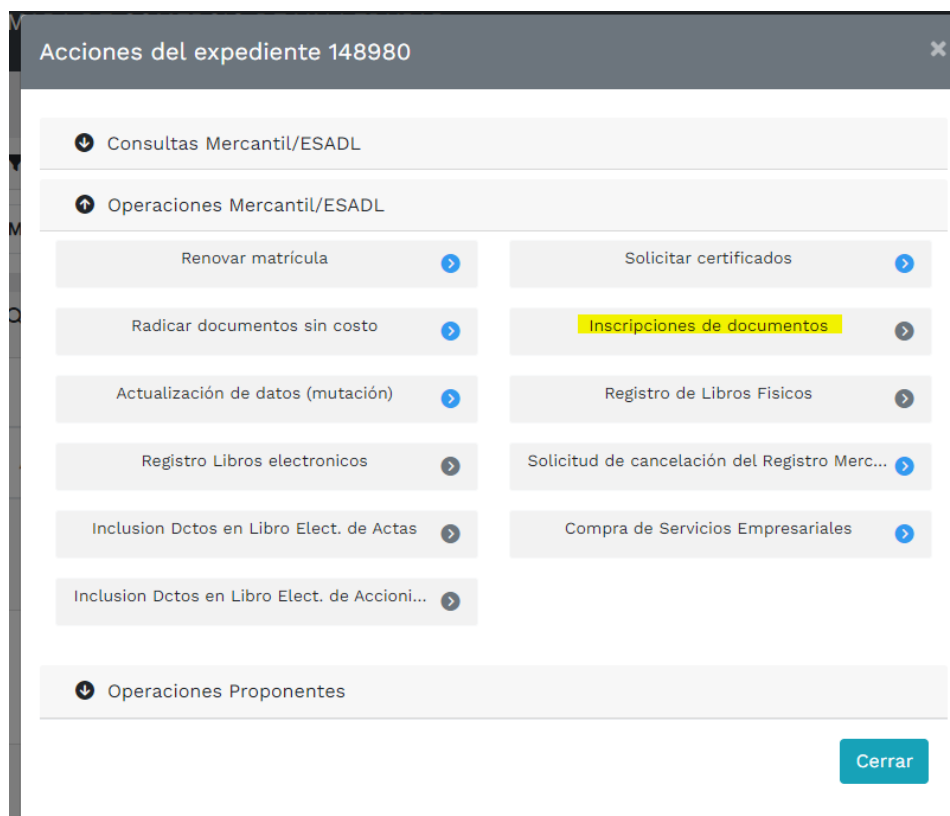 Acciones del expediente 148980
×
Consultas Mercantil/ESADL
Operaciones Mercantil/ESADL
Renovar matrícula
Solicitar certificados
Radicar documentos sin costo
Inscripciones de documentos
Actualización de datos (mutación)
Registro de Libros Fisicos
Registro Libros electronicos
Solicitud de cancelación del Registro Merc...
Inclusion Dctos en Libro Elect. de Actas
Compra de Servicios Empresariales
Inclusion Dctos en Libro Elect. de Accioni...
Operaciones Proponentes
Cerrar